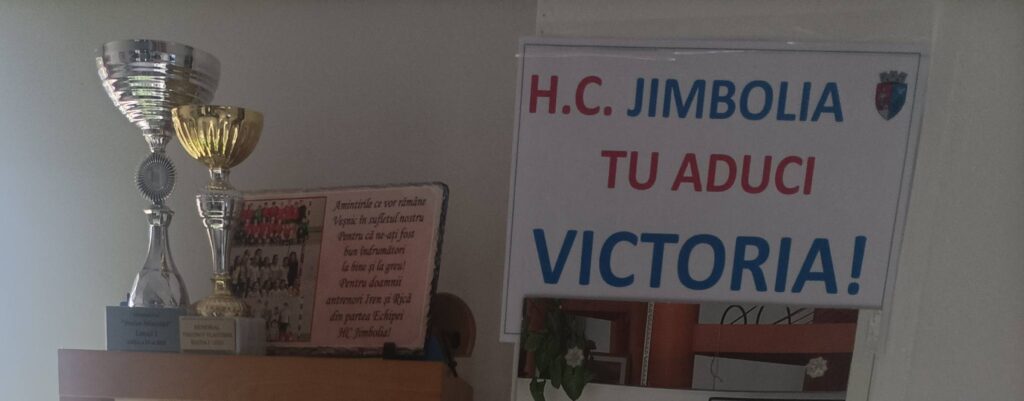 H.C. JIMBOLIA
TU ADUCI
VICTORIA!
Amintirile ce vor rămâne
Veșnic în sufletul nostru
Pentru că ne-ați fost
buni îndrumători
la bine și la greu!
Pentru doamnii
antrenori Iren și Rică
din partea Echipei
HC Jimbolia!
MEMORIAL